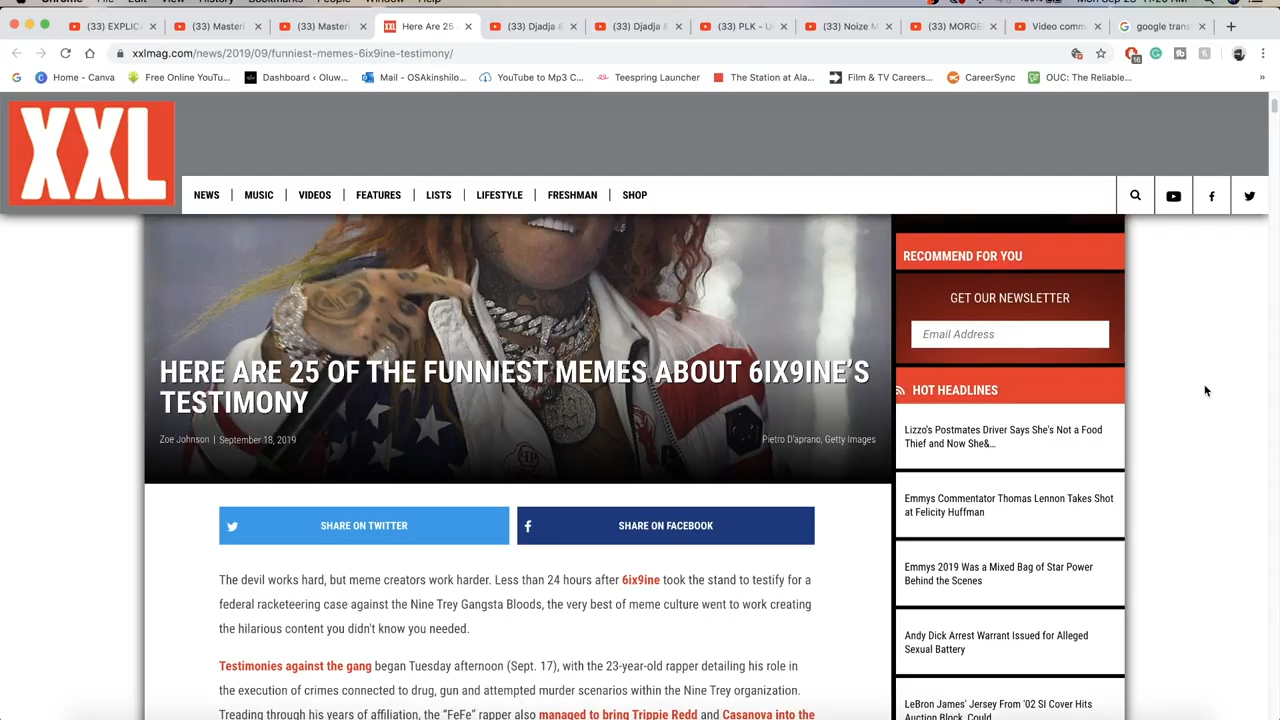 Chrome File Edit View History Bookmarks People Window Help
(33) EXPLIC
(33) Masteri
(33) Masteri
Here Are 25
(33) Djadja &
(33) Djadja &
(33) PLK - U
(33) Noize M
(33) MORGE
Video comm
google trans
xxlmag.com/news/2019/09/funniest-memes-6ix9ine-testimony/
16
Home - Canva
Free Online YouTu...
Dashboard ‹ Oluw...
Mail - OSAkinshilo...
YouTube to Mp3 C...
Teespring Launcher
The Station at Ala...
Film & TV Careers...
CareerSync
OUC: The Reliable...
»
XXL
NEWS
MUSIC
VIDEOS
FEATURES
LISTS
LIFESTYLE
FRESHMAN
SHOP
HERE ARE 25 OF THE FUNNIEST MEMES ABOUT 6IX9INE'S
TESTIMONY
Zoe Johnson | September 18, 2019
Pietro D'aprano, Getty Images
SHARE ON TWITTER
SHARE ON FACEBOOK
The devil works hard, but meme creators work harder. Less than 24 hours after 6ix9ine took the stand to testify for a
federal racketeering case against the Nine Trey Gangsta Bloods, the very best of meme culture went to work creating
the hilarious content you didn't know you needed.
Testimonies against the gang began Tuesday afternoon (Sept. 17), with the 23-year-old rapper detailing his role in
the execution of crimes connected to drug, gun and attempted murder scenarios within the Nine Trey organization.
Treading through his years of affiliation, the "FeFe" rapper also managed to bring Trippie Redd and Casanova into the
RECOMMEND FOR YOU
GET OUR NEWSLETTER
Email Address
HOT HEADLINES
Lizzo's Postmates Driver Says She's Not a Food
Thief and Now She&...
Emmys Commentator Thomas Lennon Takes Shot
at Felicity Huffman
Emmys 2019 Was a Mixed Bag of Star Power
Behind the Scenes
Andy Dick Arrest Warrant Issued for Alleged
Sexual Battery
LeBron James' Jersey From '02 SI Cover Hits
Auction Block, Could